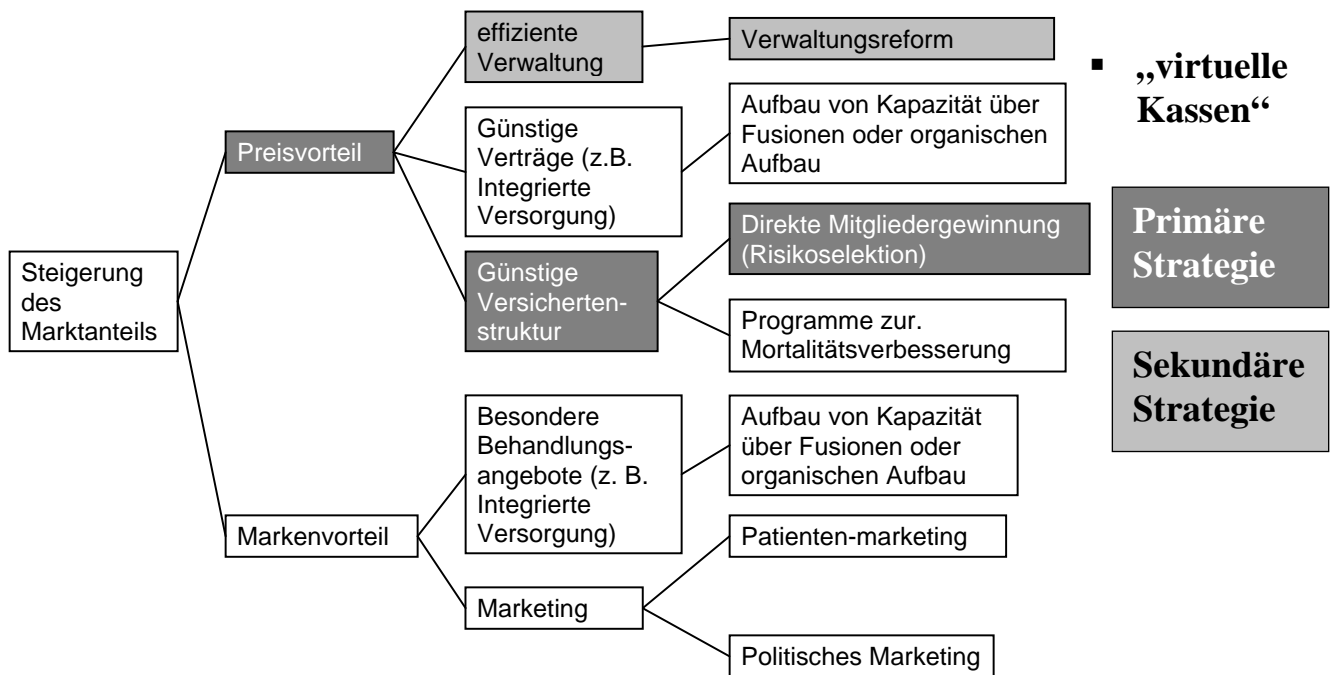 effiziente
Verwaltung
Verwaltungsreform
▪ „virtuelle
Kassen“
Günstige
Verträge (z.B.
Integrierte
Versorgung)
Aufbau von Kapazität über
Fusionen oder organischen
Aufbau
Preisvorteil
Primäre
Strategie
Direkte Mitgliedergewinnung
(Risikoselektion)
Günstige
Versicherten-
struktur
Steigerung
des
Marktanteils
Programme zur.
Mortalitätsverbesserung
Sekundäre
Strategie
Besondere
Behandlungs-
angebote (z. B.
Integrierte
Versorgung)
Aufbau von Kapazität
über Fusionen oder
organischen Aufbau
Markenvorteil
Patienten-marketing
Marketing
Politisches Marketing